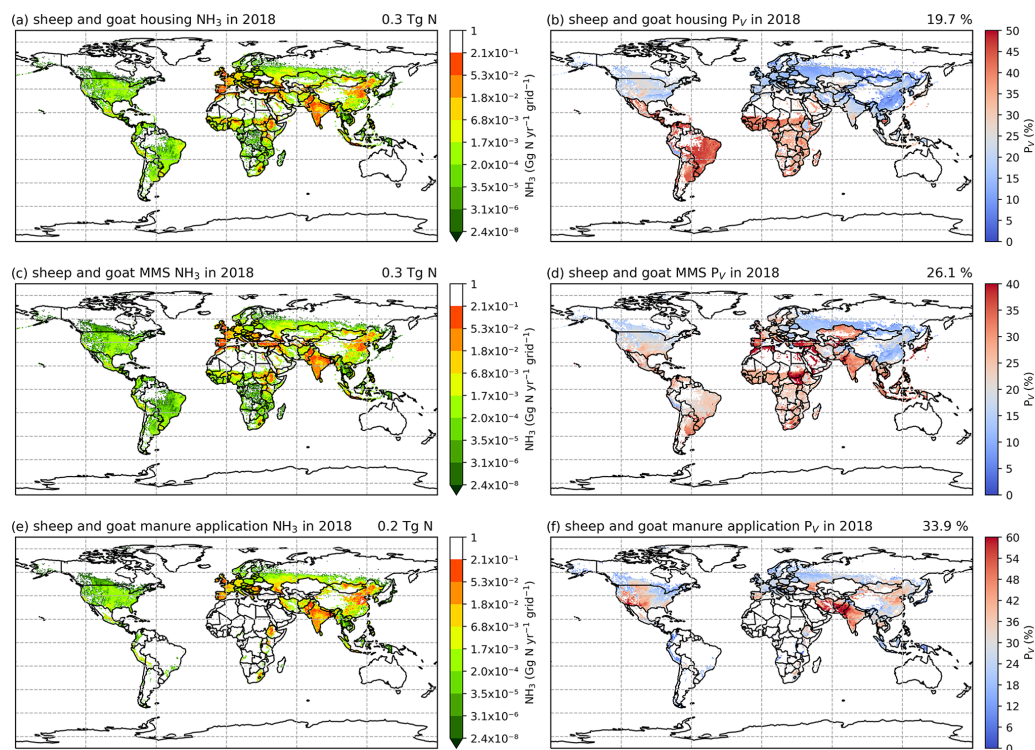 (a) sheep and goat housing NH₃ in 2018 0.3 Tg N
1
2.1x10⁻¹
5.3x10⁻²
1.8x10⁻²
6.8x10⁻³
2.0x10⁻⁴
3.5x10⁻⁵
3.1x10⁻⁶
2.4x10⁻⁸
NH₃ (Gg N yr⁻¹ grid⁻¹)
(b) sheep and goat housing Pᵥ in 2018 19.7 %
50
45
40
35
30
25
20
15
10
5
0
Pᵥ (%)
(c) sheep and goat MMS NH₃ in 2018 0.3 Tg N
1
2.1x10⁻¹
5.3x10⁻²
1.8x10⁻²
6.8x10⁻³
1.7x10⁻⁴
3.5x10⁻⁵
3.1x10⁻⁶
2.4x10⁻⁸
NH₃ (Gg N yr⁻¹ grid⁻¹)
(d) sheep and goat MMS Pᵥ in 2018 26.1 %
40
35
30
25
20
15
10
5
0
Pᵥ (%)
(e) sheep and goat manure application NH₃ in 2018 0.2 Tg N
1
2.1x10⁻¹
5.3x10⁻²
1.8x10⁻²
6.8x10⁻³
1.7x10⁻⁴
3.5x10⁻⁵
3.1x10⁻⁶
2.4x10⁻⁸
NH₃ (Gg N yr⁻¹ grid⁻¹)
(f) sheep and goat manure application Pᵥ in 2018 33.9 %
60
54
48
42
36
30
24
18
12
6
0
Pᵥ (%)